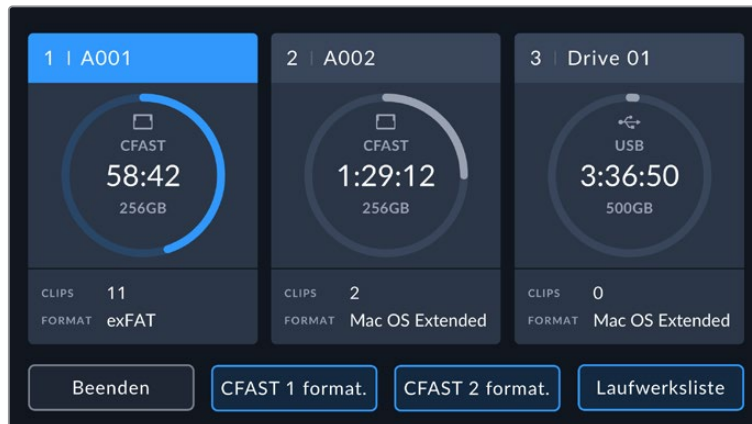 1 | A001
CFAST
58:42
256GB
CLIPS 11
FORMAT exFAT
2 | A002
CFAST
1:29:12
256GB
CLIPS 2
FORMAT Mac OS Extended
3 | Drive 01
USB
3:36:50
500GB
CLIPS 0
FORMAT Mac OS Extended
Beenden
CFAST 1 format.
CFAST 2 format.
Laufwerksliste